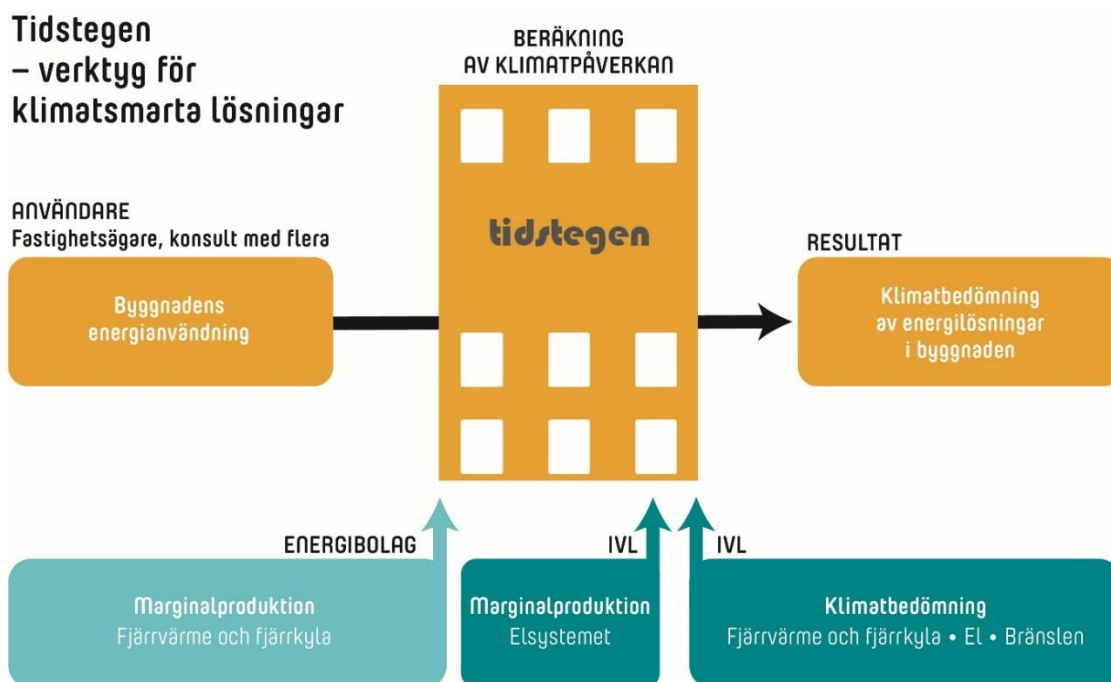 Tidstegen
– verktyg för
klimatsmarta lösningar
BERÄKNING
AV KLIMATPÅVERKAN
ANVÄNDARE
Fastighetsägare, konsult med flera
Byggnadens
energianvändning
tidstegen
RESULTAT
Klimatbedömning
av energilösningar
i byggnaden
ENERGIBOLAG
Marginalproduktion
Fjärrvärme och fjärrkyla
IVL
Marginalproduktion
Elsystemet
IVL
Klimatbedömning
Fjärrvärme och fjärrkyla • El • Bränslen